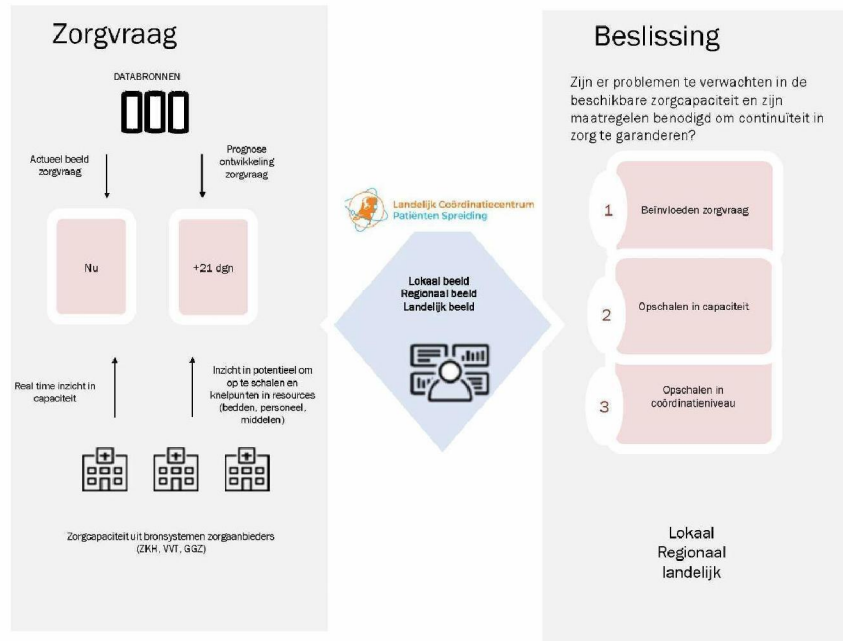 Zorgvraag
DATABRONNEN
Actueel beeld
zorgvraag
Prognose
ontwikkeling
zorgvraag
Nu
+21 dgn
Real time inzicht in
capaciteit
Inzicht in potentieel om
op te schalen en
knelpunten in resources
(bedden, personeel,
middelen)
Zorgcapaciteit uit bronsystemen zorgaanbieders
(ZKH, VVT, GGZ)
Landelijk Coördinatiecentrum
Patiënten Spreiding
Lokaal beeld
Regionaal beeld
Landelijk beeld
Beslissing
Zijn er problemen te verwachten in de
beschikbare zorgcapaciteit en zijn
maatregelen benodigd om continuïteit in
zorg te garanderen?
1
Beïnvloeden zorgvraag
2
Opschalen in capaciteit
3
Opschalen in
coördinatieniveau
Lokaal
Regionaal
landelijk